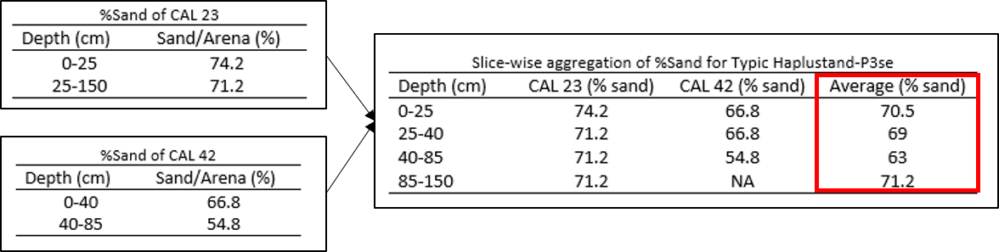 %Sand of CAL 23
Depth (cm) Sand/Arena (%)
0-25 74.2
25-150 71.2
%Sand of CAL 42
Depth (cm) Sand/Arena (%)
0-40 66.8
40-85 54.8
Slice-wise aggregation of %Sand for Typic Haplustand-P3se
Depth (cm) CAL 23 (% sand) CAL 42 (% sand) Average (% sand)
0-25 74.2 66.8 70.5
25-40 71.2 66.8 69
40-85 71.2 54.8 63
85-150 71.2 NA 71.2